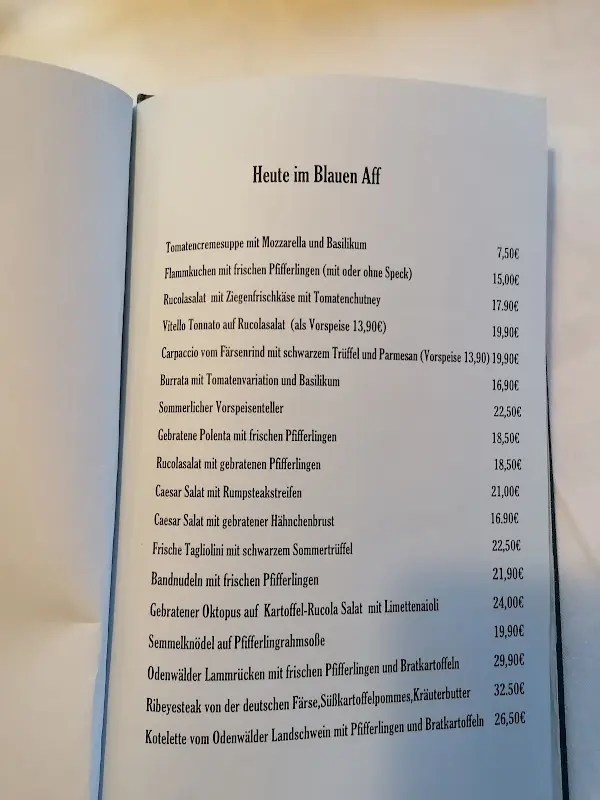 Heute im Blauen Aff
Tomatencremesuppe mit Mozzarella und Basilikum 7,50€
Flammkuchen mit frischen Pfifferlingen (mit oder ohne Speck) 15,00€
Rucolasalat mit Ziegenfrischkäse mit Tomatenchutney 17.90€
Vitello Tonnato auf Rucolasalat (als Vorspeise 13,90€) 19,90€
Carpaccio vom Färsenrind mit schwarzem Trüffel und Parmesan (Vorspeise 13,90) 19,90€
Burrata mit Tomatenvariation und Basilikum 16,90€
Sommerlicher Vorspeisenteller 22,50€
Gebratene Polenta mit frischen Pfifferlingen 18,50€
Rucolasalat mit gebratenen Pfifferlingen 18,50€
Caesar Salat mit Rumpsteakstreifen 21,00€
Caesar Salat mit gebratener Hähnchenbrust 16.90€
Frische Tagliolini mit schwarzem Sommertrüffel 22,50€
Bandnudeln mit frischen Pfifferlingen 21,90€
Gebratener Oktopus auf Kartoffel-Rucola Salat mit Limettenaioli 24,00€
Semmelknödel auf Pfifferlingrahmsoße 19,90€
Odenwälder Lammrücken mit frischen Pfifferlingen und Bratkartoffeln 29,90€
Ribeyesteak von der deutschen Färse,Süßkartoffelpommes,Kräuterbutter 32.50€
Kotelette vom Odenwälder Landschwein mit Pfifferlingen und Bratkartoffeln 26,50€